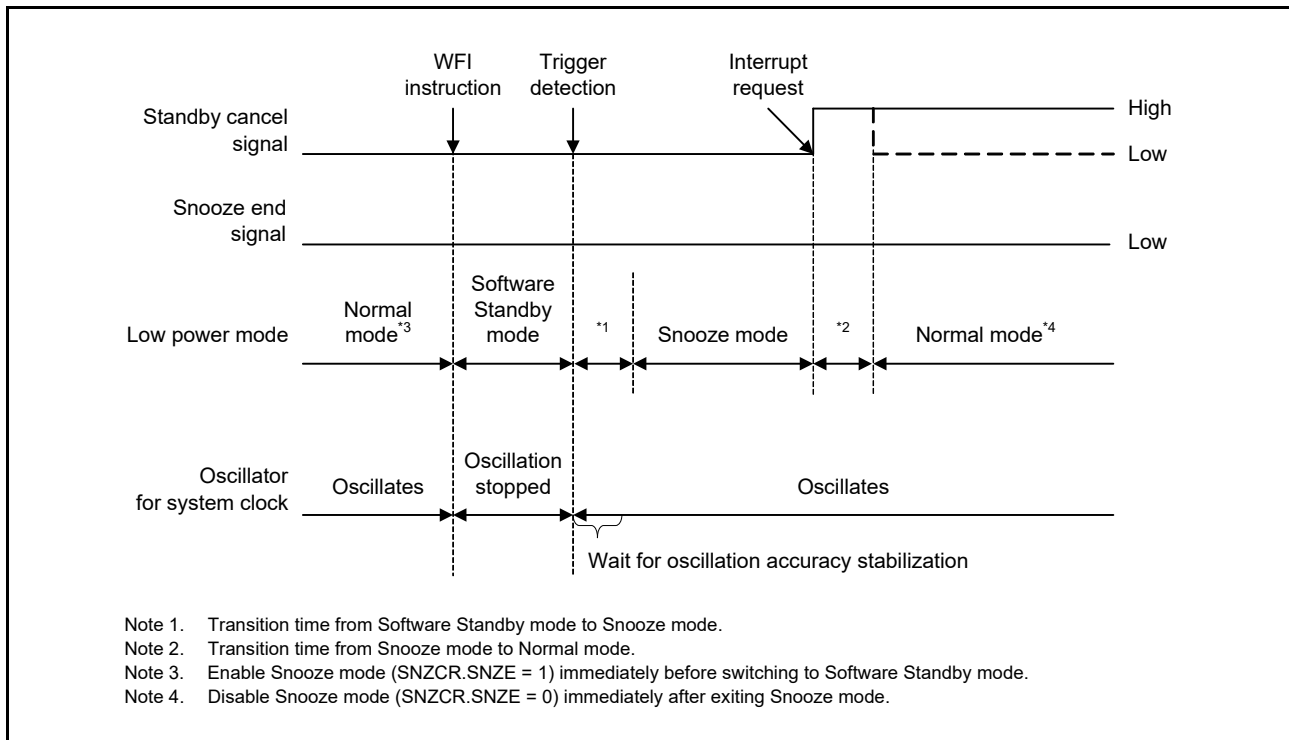 WFI
instruction
Trigger
detection
Interrupt
request
Standby cancel
signal
High
Low
Snooze end
signal
Low
Low power mode
Normal
mode*3
Software
Standby
mode
*1
Snooze mode
*2
Normal mode*4
Oscillator
for system clock
Oscillates
Oscillation
stopped
Oscillates
Wait for oscillation accuracy stabilization
Note 1. Transition time from Software Standby mode to Snooze mode.
Note 2. Transition time from Snooze mode to Normal mode.
Note 3. Enable Snooze mode (SNZCR.SNZE = 1) immediately before switching to Software Standby mode.
Note 4. Disable Snooze mode (SNZCR.SNZE = 0) immediately after exiting Snooze mode.